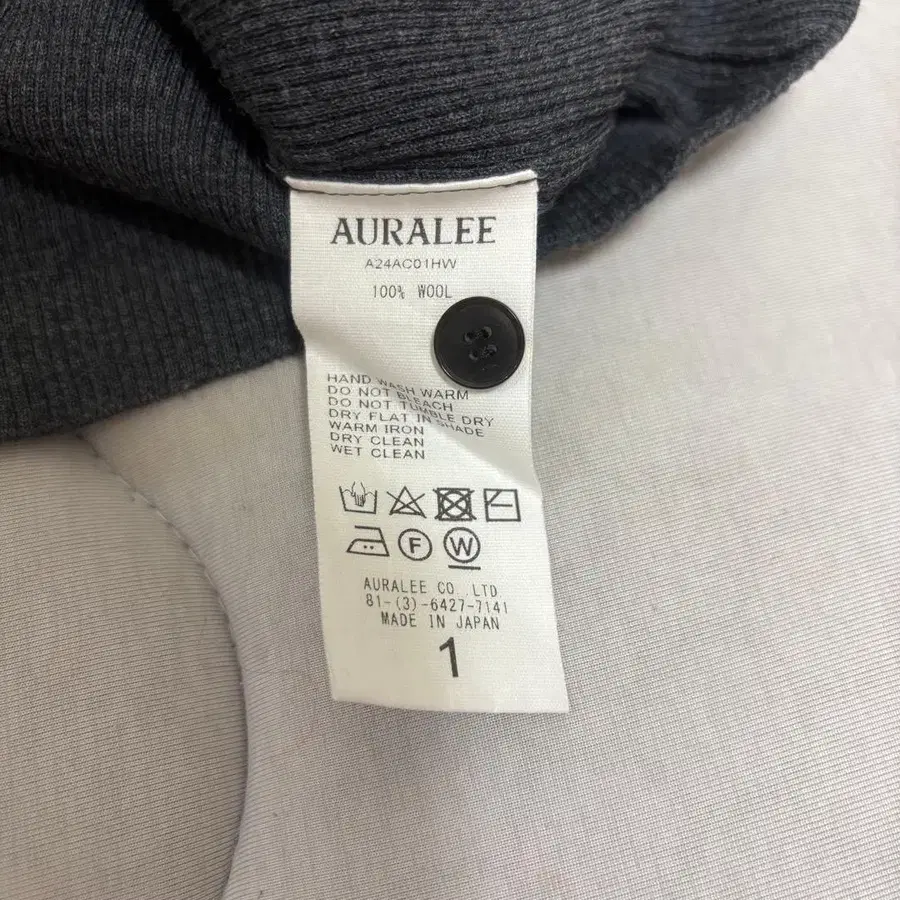 AURALEE
A24AC01HW
100% WOOL
HAND WASH WARM
DO NOT BLEACH
DO NOT TUMBLE DRY
DRY FLAT IN SHADE
WARM IRON
DRY CLEAN
WET CLEAN
F W
AURALEE CO. LTD
81-(3)-6427-7141
MADE IN JAPAN
1